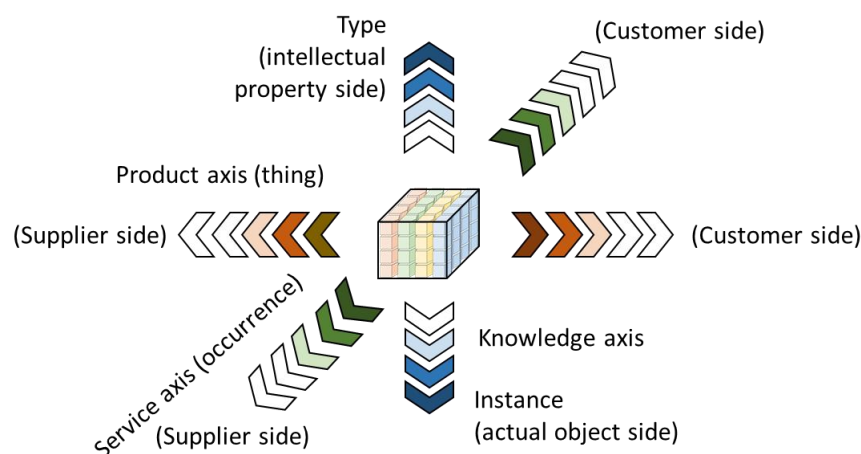 Type
(intellectual
property side)
(Customer side)
Product axis (thing)
(Supplier side)
(Customer side)
Service axis (occurrence)
(Supplier side)
Knowledge axis
Instance
(actual object side)